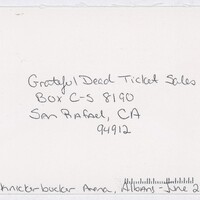 Grateful Dead Ticket Sales
Box C-S 8190
San Rafael, CA
94912
Knickerbocker Arena, Albany - June 2